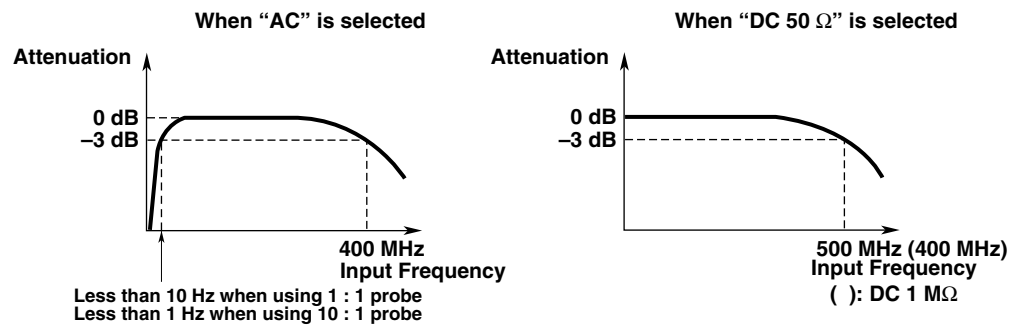 When “AC” is selected
Attenuation
0 dB
–3 dB
400 MHz
Input Frequency
Less than 10 Hz when using 1 : 1 probe
Less than 1 Hz when using 10 : 1 probe
When “DC 50 Ω” is selected
Attenuation
0 dB
–3 dB
500 MHz (400 MHz)
Input Frequency
( ): DC 1 MΩ